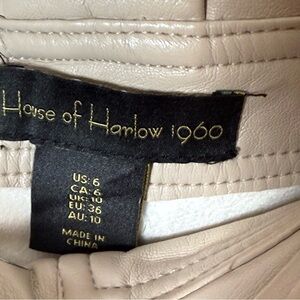 House of Harlow 1960
US: 6
CA: 6
UK: 10
EU: 36
AU: 10
MADE IN
CHINA